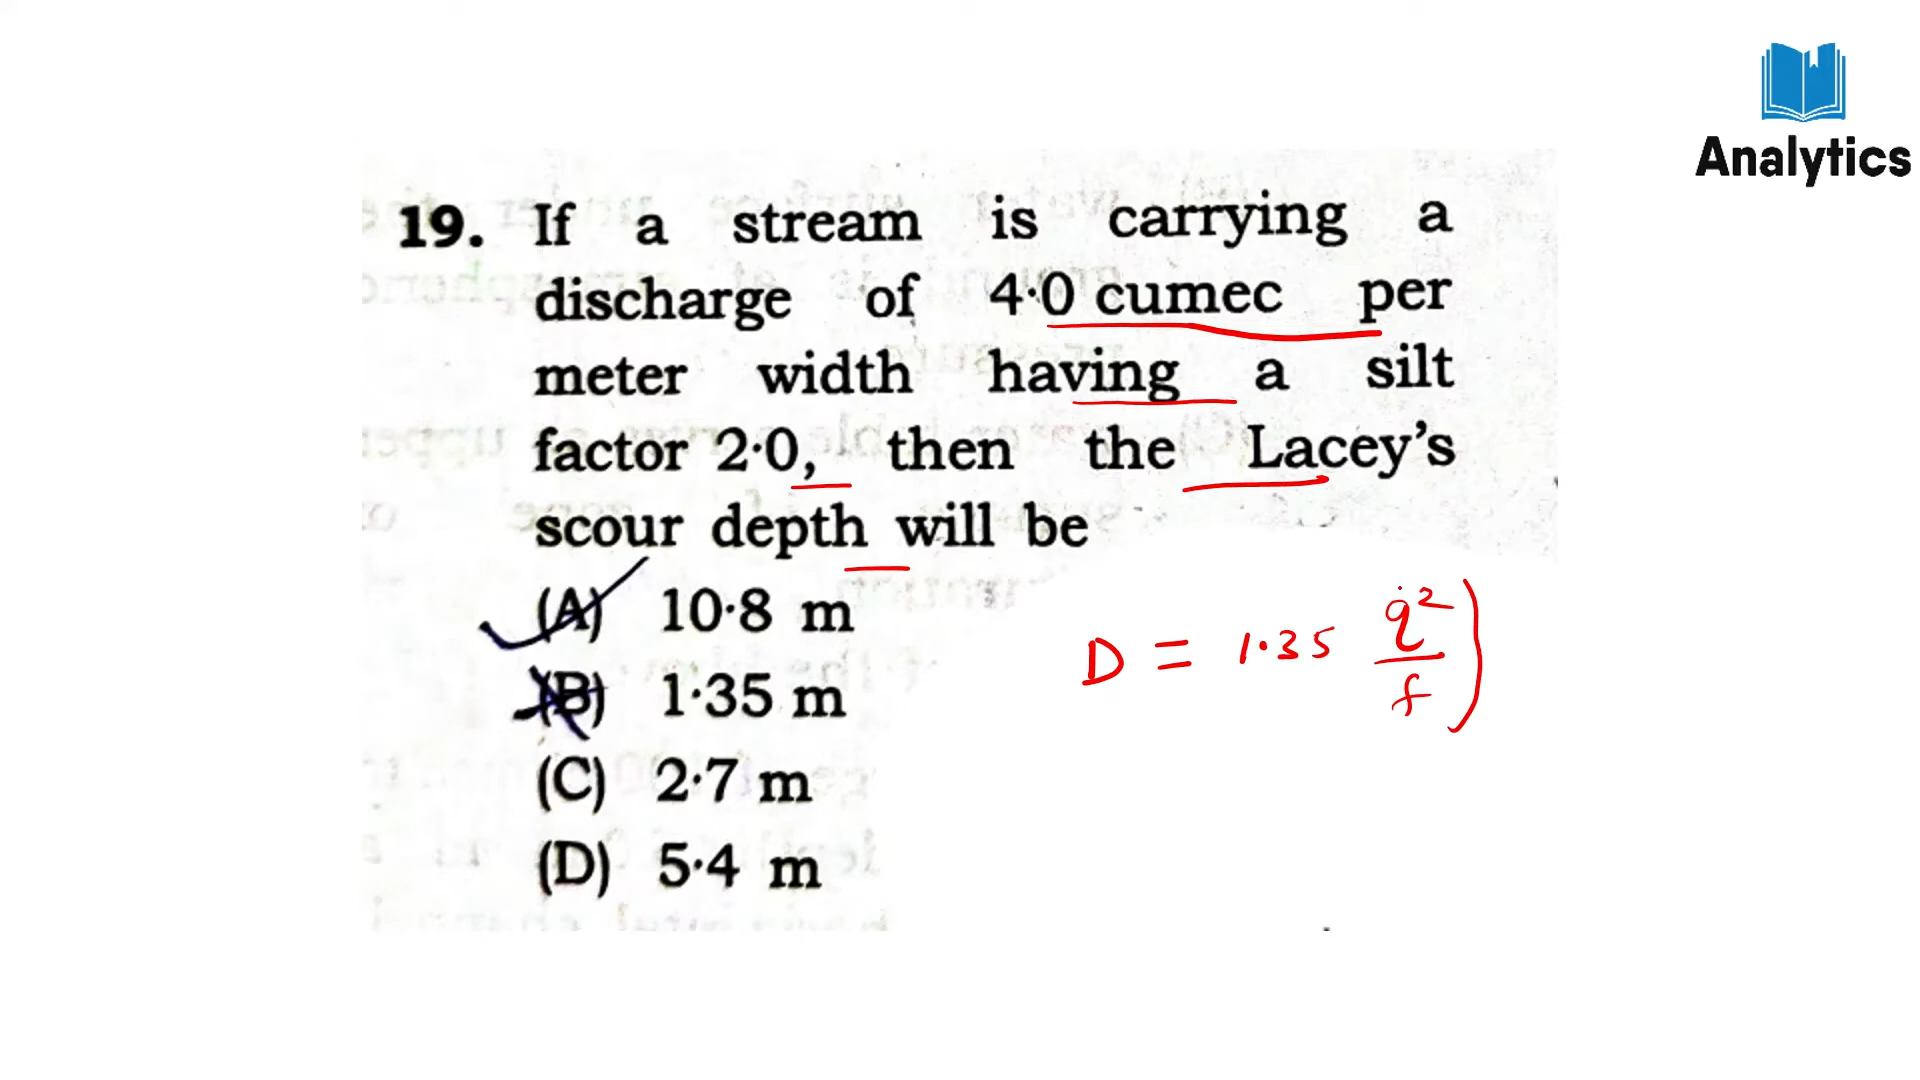 Analytics
19. If a stream is carrying a
discharge of 4·0 cumec per
meter width having a silt
factor 2·0, then the Lacey's
scour depth will be
(A) 10·8 m
(B) 1·35 m
(C) 2·7 m
(D) 5·4 m
D = 1.35 q²/f)